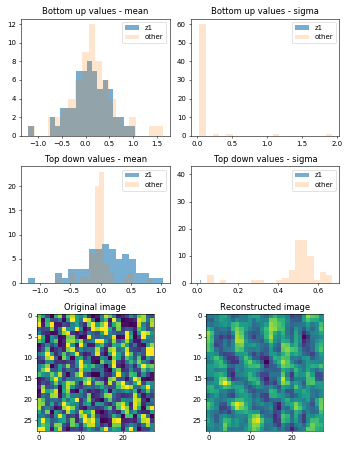 Bottom up values - mean
Bottom up values - sigma
12
10
8
6
4
2
0
z1
other
-1.0 -0.5 0.0 0.5 1.0 1.5
60
50
40
30
20
10
0
z1
other
0.0 0.5 1.0 1.5 2.0
Top down values - mean
Top down values - sigma
20
15
10
5
0
z1
other
-1.0 -0.5 0.0 0.5 1.0
40
30
20
10
0
z1
other
0.0 0.2 0.4 0.6
Original image
Reconstructed image
0
5
10
15
20
25
0 10 20
0
5
10
15
20
25
0 10 20